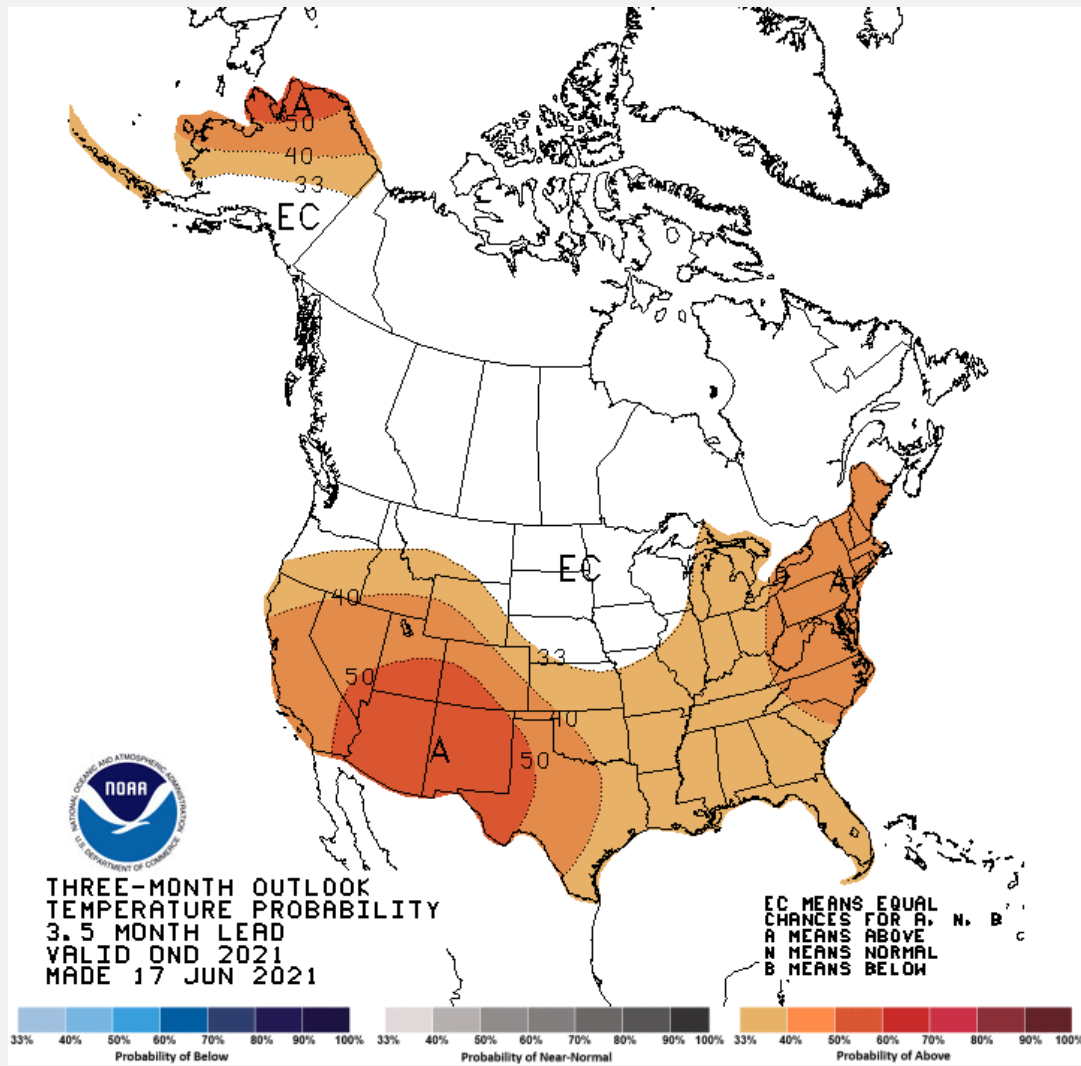 A
50
40
33
EC
EC
40
A
33
50
40
A
50
NATIONAL OCEANIC AND ATMOSPHERIC ADMINISTRATION
NOAA
U.S. DEPARTMENT OF COMMERCE
THREE-MONTH OUTLOOK
TEMPERATURE PROBABILITY
3.5 MONTH LEAD
VALID OND 2021
MADE 17 JUN 2021
EC MEANS EQUAL
CHANCES FOR A, N, B
A MEANS ABOVE
N MEANS NORMAL
B MEANS BELOW
33% 40% 50% 60% 70% 80% 90% 100%
Probability of Below
33% 40% 50% 60% 70% 80% 90% 100%
Probability of Near-Normal
33% 40% 50% 60% 70% 80% 90% 100%
Probability of Above